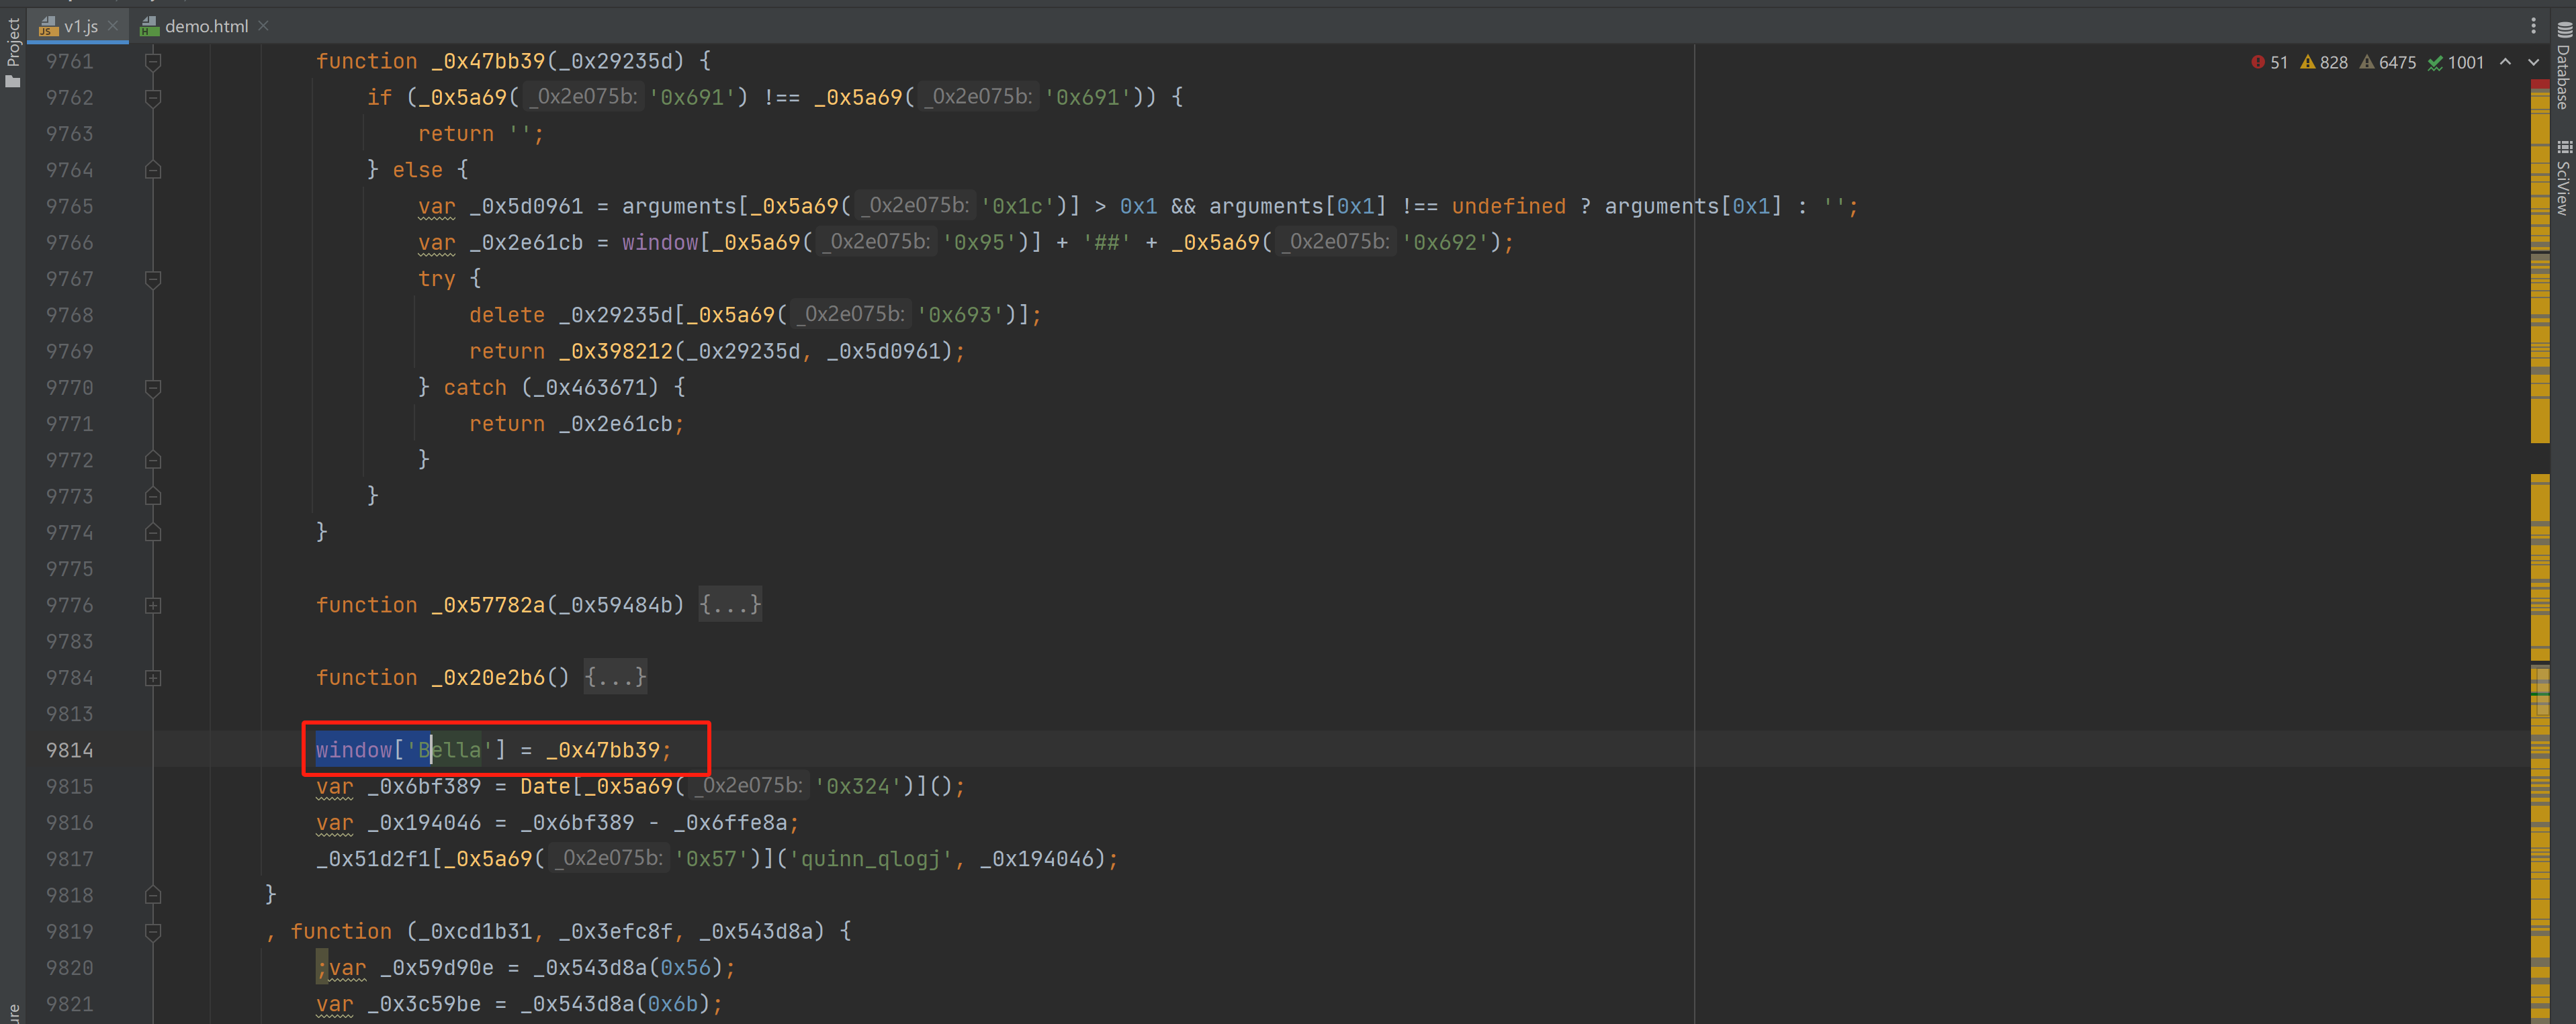 v1.js demo.html
Project
Database
SciView
51 828 6475 1001
9761 function _0x47bb39(_0x29235d) {
9762 if (_0x5a69( _0x2e075b: '0x691') !== _0x5a69( _0x2e075b: '0x691')) {
9763 return '';
9764 } else {
9765 var _0x5d0961 = arguments[_0x5a69( _0x2e075b: '0x1c')] > 0x1 && arguments[0x1] !== undefined ? arguments[0x1] : '';
9766 var _0x2e61cb = window[_0x5a69( _0x2e075b: '0x95')] + '##' + _0x5a69( _0x2e075b: '0x692');
9767 try {
9768 delete _0x29235d[_0x5a69( _0x2e075b: '0x693')];
9769 return _0x398212(_0x29235d, _0x5d0961);
9770 } catch (_0x463671) {
9771 return _0x2e61cb;
9772 }
9773 }
9774 }
9775
9776 function _0x57782a(_0x59484b) {...}
9783
9784 function _0x20e2b6() {...}
9813
9814 window['Bella'] = _0x47bb39;
9815 var _0x6bf389 = Date[_0x5a69( _0x2e075b: '0x324')]();
9816 var _0x194046 = _0x6bf389 - _0x6ffe8a;
9817 _0x51d2f1[_0x5a69( _0x2e075b: '0x57')]('quinn_qlogj', _0x194046);
9818 }
9819 , function (_0xcd1b31, _0x3efc8f, _0x543d8a) {
9820 ;var _0x59d90e = _0x543d8a(0x56);
9821 var _0x3c59be = _0x543d8a(0x6b);